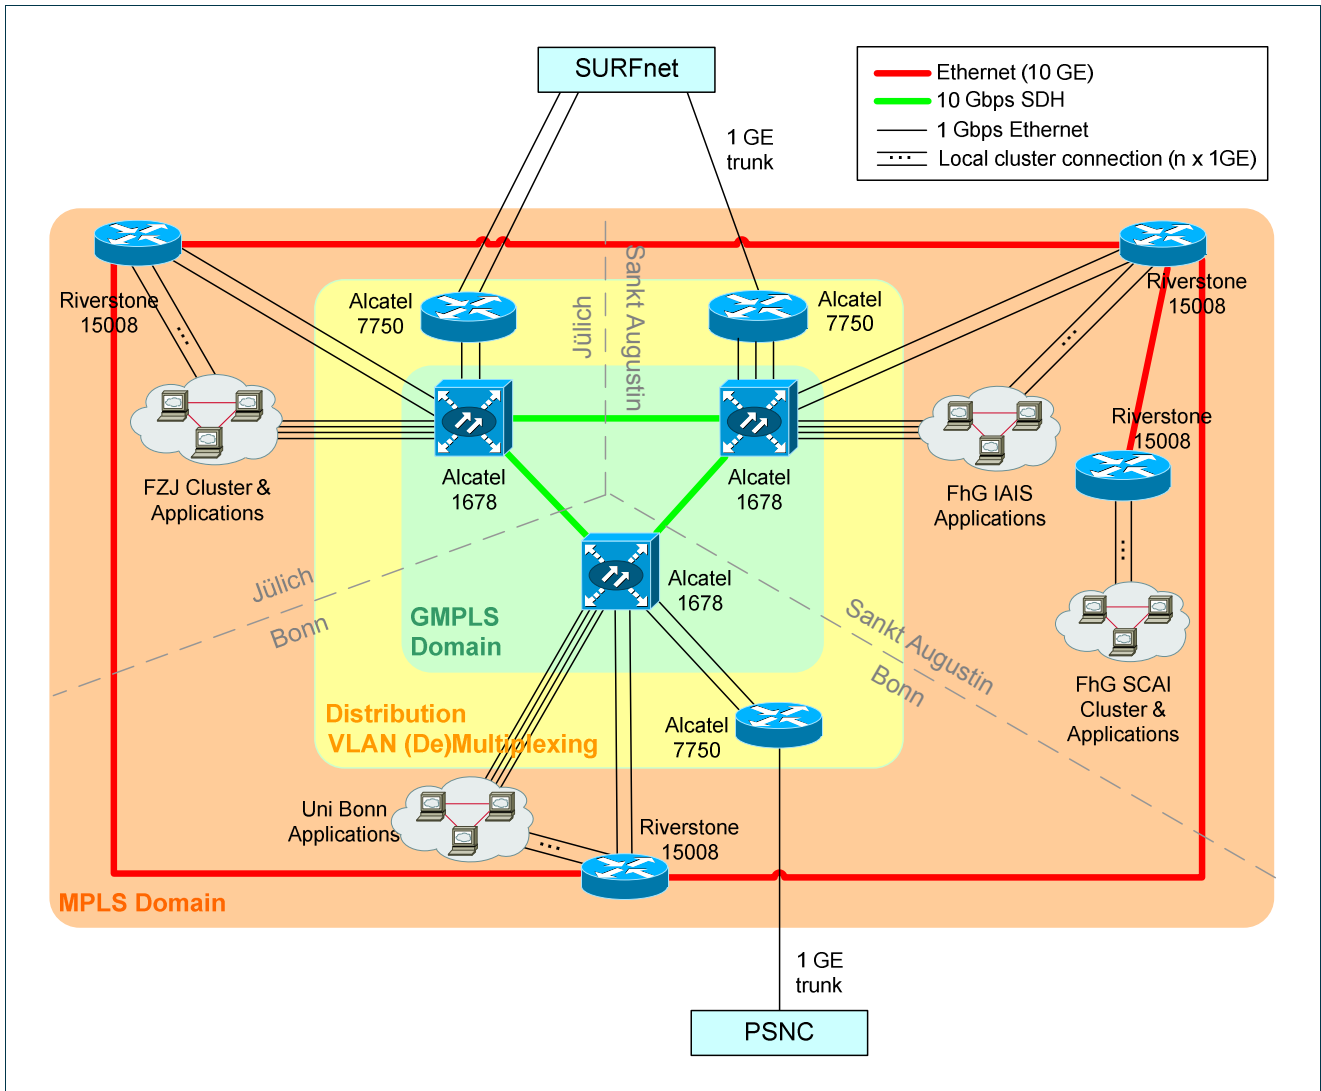 SURFnet
Ethernet (10 GE)
10 Gbps SDH
1 Gbps Ethernet
Local cluster connection (n x 1GE)
1 GE
trunk
Riverstone
15008
Alcatel
7750
Jülich
Sankt Augustin
Alcatel
7750
Riverstone
15008
Riverstone
15008
FZJ Cluster &
Applications
Alcatel
1678
Alcatel
1678
FhG IAIS
Applications
Jülich
Bonn
Alcatel
1678
GMPLS
Domain
Sankt Augustin
Bonn
FhG SCAI
Cluster &
Applications
Distribution
VLAN (De)Multiplexing
Alcatel
7750
Uni Bonn
Applications
Riverstone
15008
MPLS Domain
1 GE
trunk
PSNC